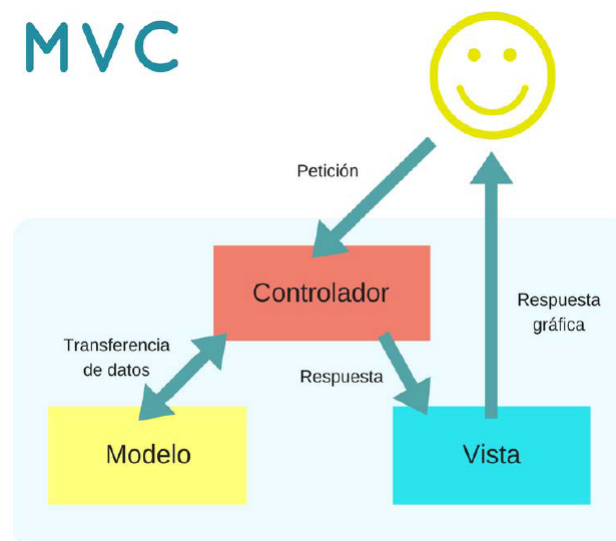 MVC
Petición
Controlador
Transferencia
de datos
Respuesta
Respuesta
gráfica
Modelo
Vista